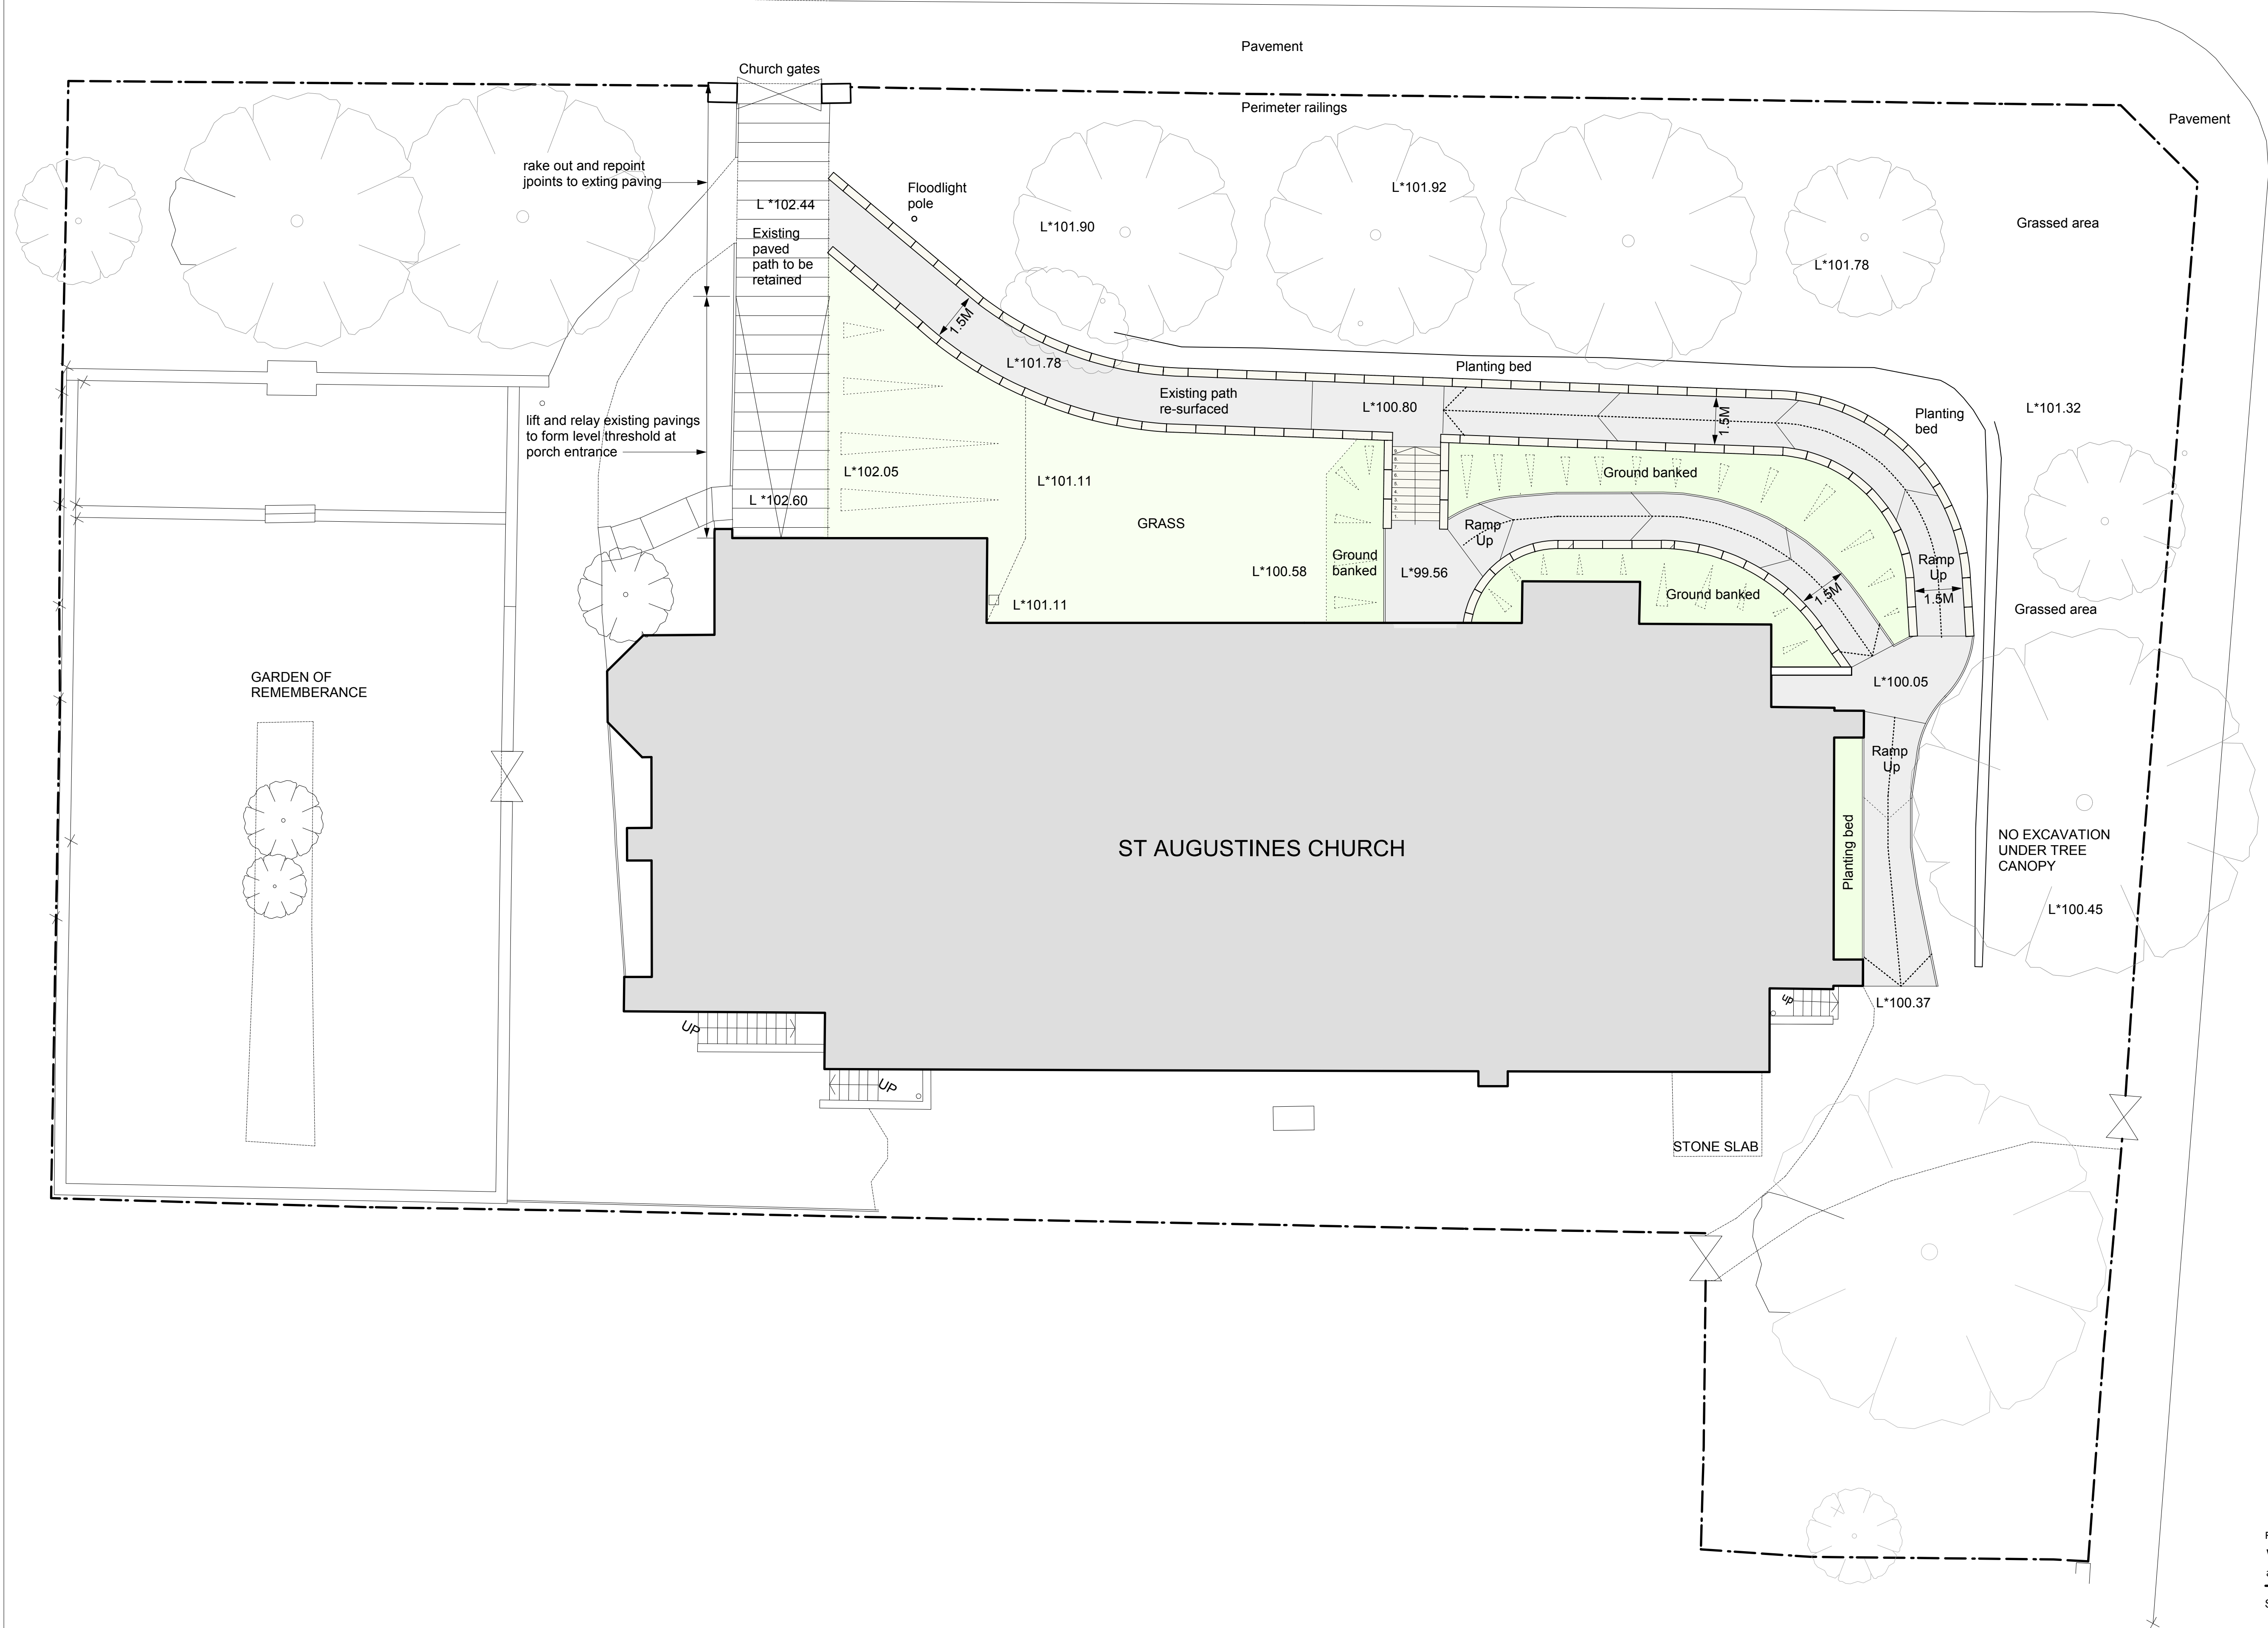 Pavement
Church gates
Perimeter railings
Pavement
rake out and repoint
jpoints to exting paving
Floodlight
pole
L*101.92
L *102.44
L*101.90
Grassed area
Existing
paved
path to be
retained
L*101.78
1.5M
L*101.78
Planting bed
Existing path
re-surfaced
L*100.80
1.5M
Planting
bed
L*101.32
lift and relay existing pavings
to form level threshold at
porch entrance
L*102.05
L*101.11
Ground banked
L *102.60
GRASS
Ramp
Up
Ground
banked
L*100.58
L*99.56
Ramp
Up
1.5M
1.5M
L*101.11
Ground banked
Grassed area
GARDEN OF
REMEMBERANCE
L*100.05
Ramp
Up
ST AUGUSTINES CHURCH
Planting bed
NO EXCAVATION
UNDER TREE
CANOPY
L*100.45
up
L*100.37
UP
UP
STONE SLAB